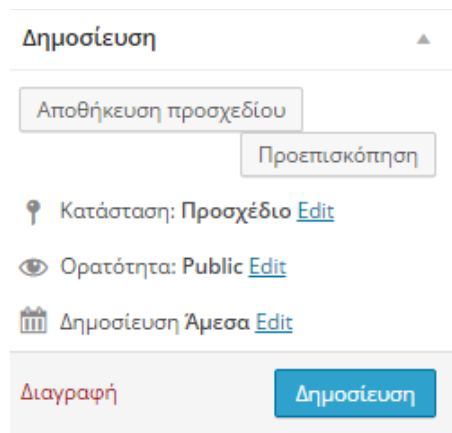 Δημοσίευση
Αποθήκευση προσχεδίου
Προεπισκόπηση
Κατάσταση: Προσχέδιο Edit
Ορατότητα: Public Edit
Δημοσίευση Άμεσα Edit
Διαγραφή Δημοσίευση